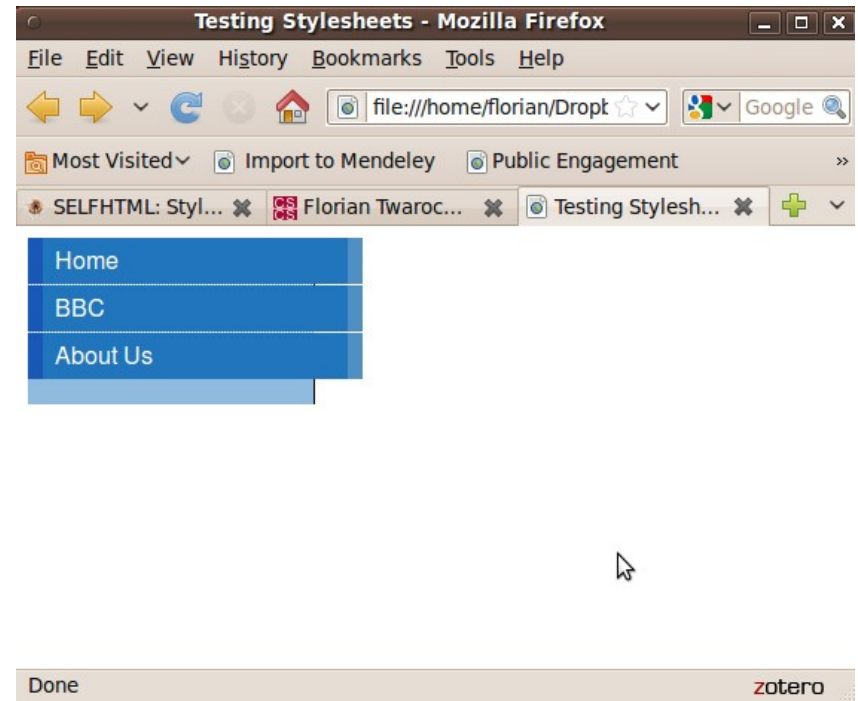 Testing Stylesheets - Mozilla Firefox
File Edit View History Bookmarks Tools Help
file:///home/florian/Dropb Google
Most Visited Import to Mendeley Public Engagement »
SELFHTML: Styl... Florian Twaroc... Testing Stylesh...
Home
BBC
About Us
Done zotero